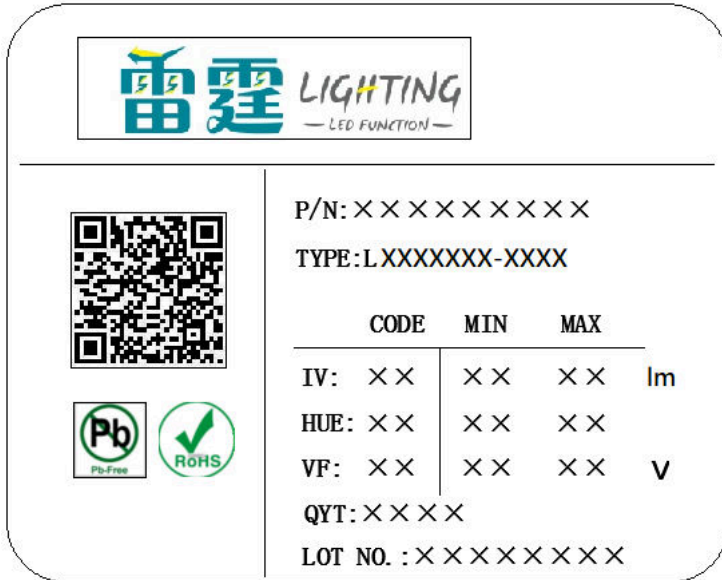 雷霆 LIGHTING
— LED FUNCTION —
P/N:×××××××××
TYPE:LXXXXXXX-XXXX
CODE MIN MAX
IV: ×× ×× ×× lm
HUE: ×× ×× ××
VF: ×× ×× ×× V
QYT:××××
LOT NO.:××××××××
Pb
Pb-Free
RoHS